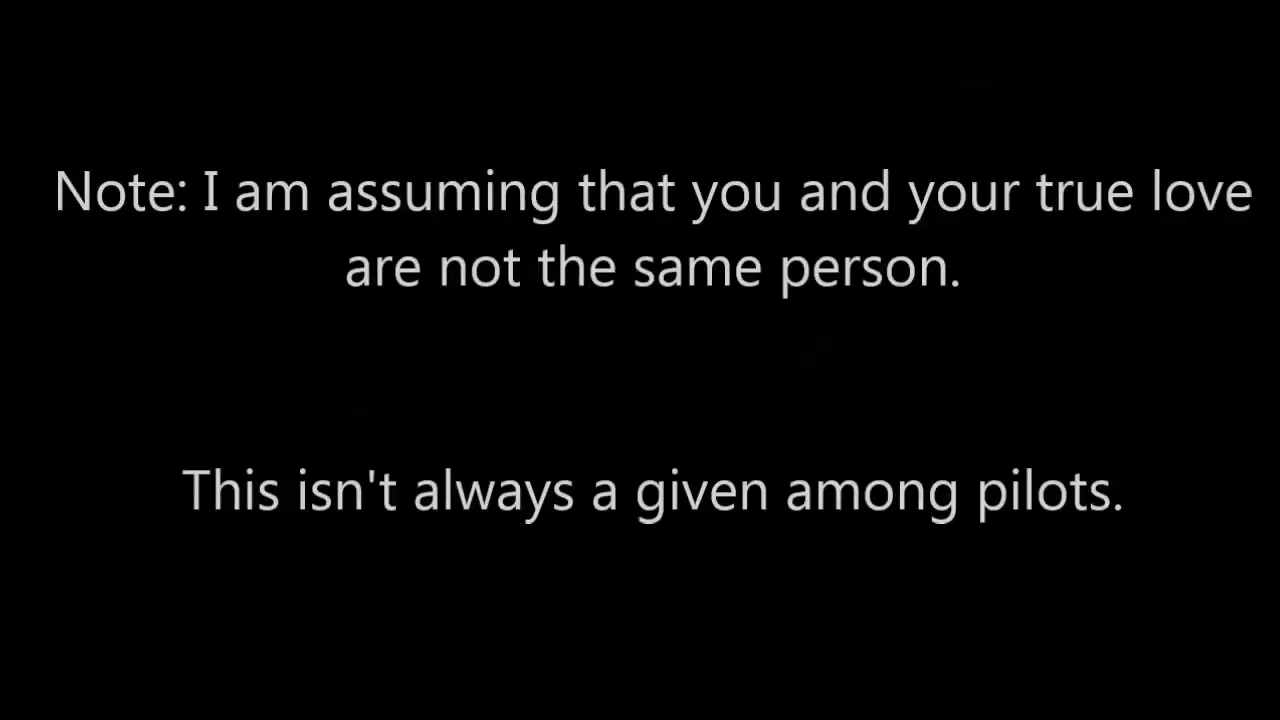 Note: I am assuming that you and your true love
are not the same person.
This isn't always a given among pilots.